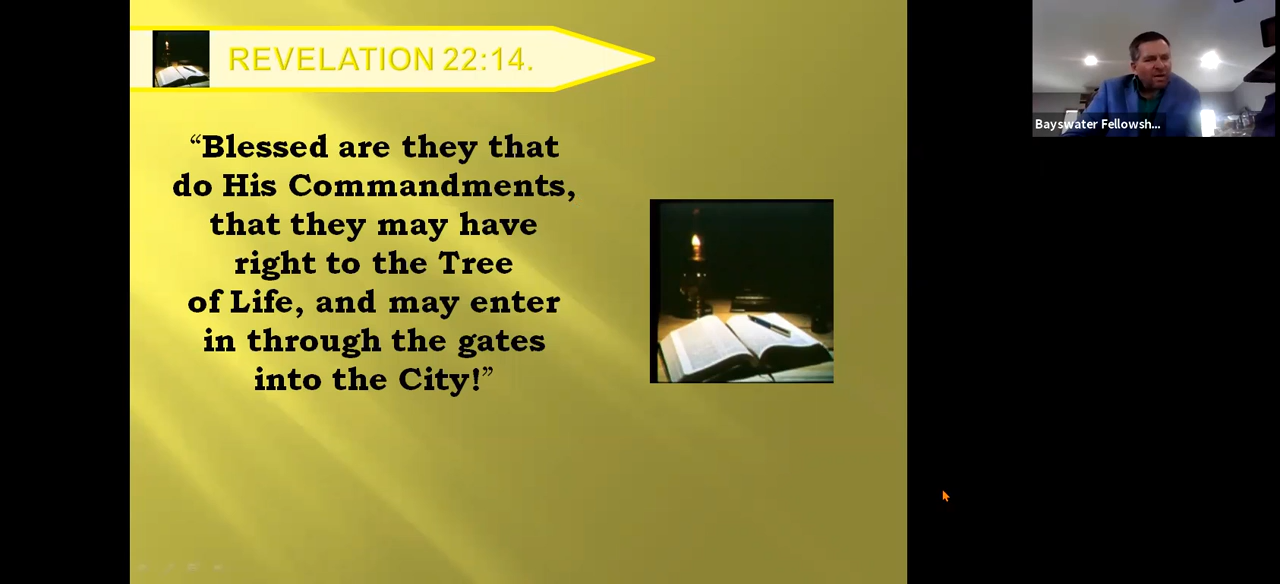 REVELATION 22:14.
“Blessed are they that
do His Commandments,
that they may have
right to the Tree
of Life, and may enter
in through the gates
into the City!”
Bayswater Fellowsh...